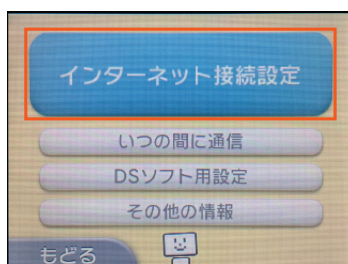 インターネット接続設定
いつの間に通信
DSソフト用設定
その他の情報
もどる